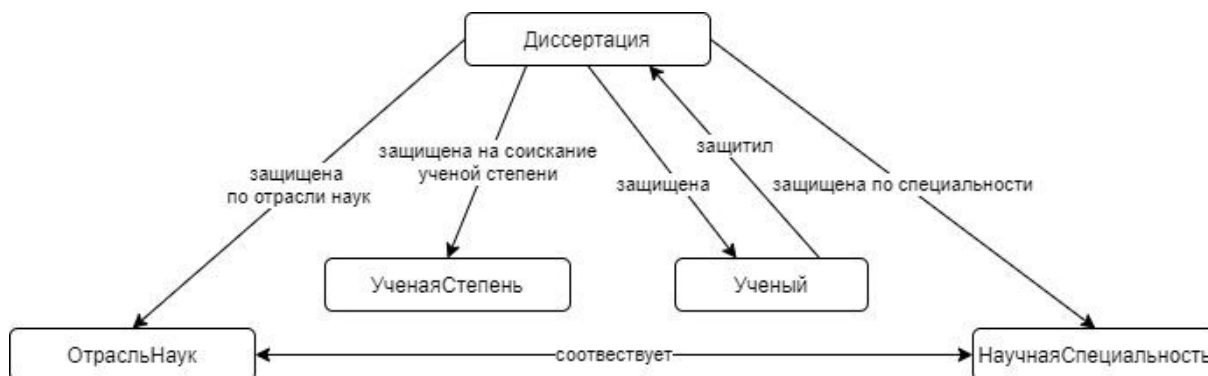 Диссертация
защитил
защищена на соискание
ученой степени
защищена
по отрасли наук
защищена
защищена по специальности
УченаяСтепень
Ученый
ОтрасльНаук
соотвествует
НаучнаяСпециальность